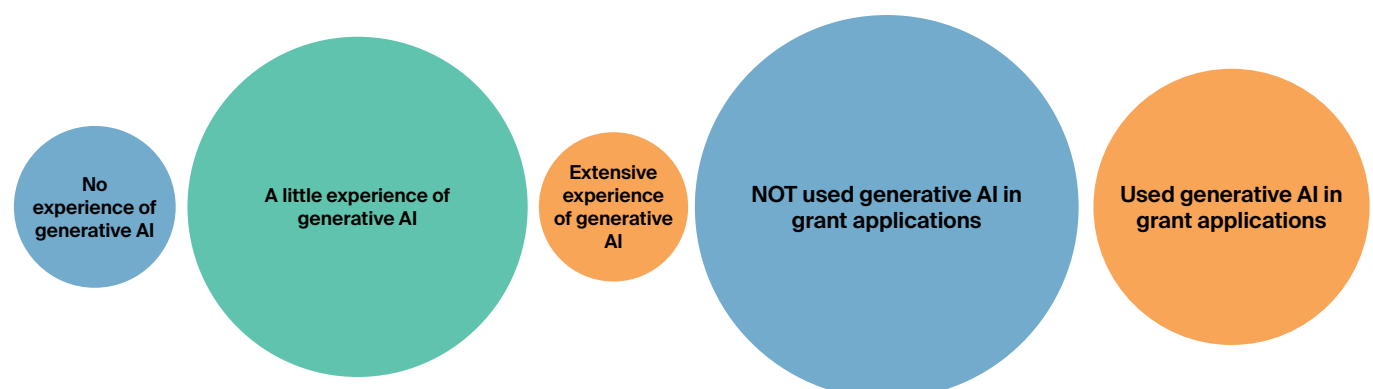 No
experience of
generative AI
A little experience of
generative AI
Extensive
experience
of generative
AI
NOT used generative AI in
grant applications
Used generative AI in
grant applications